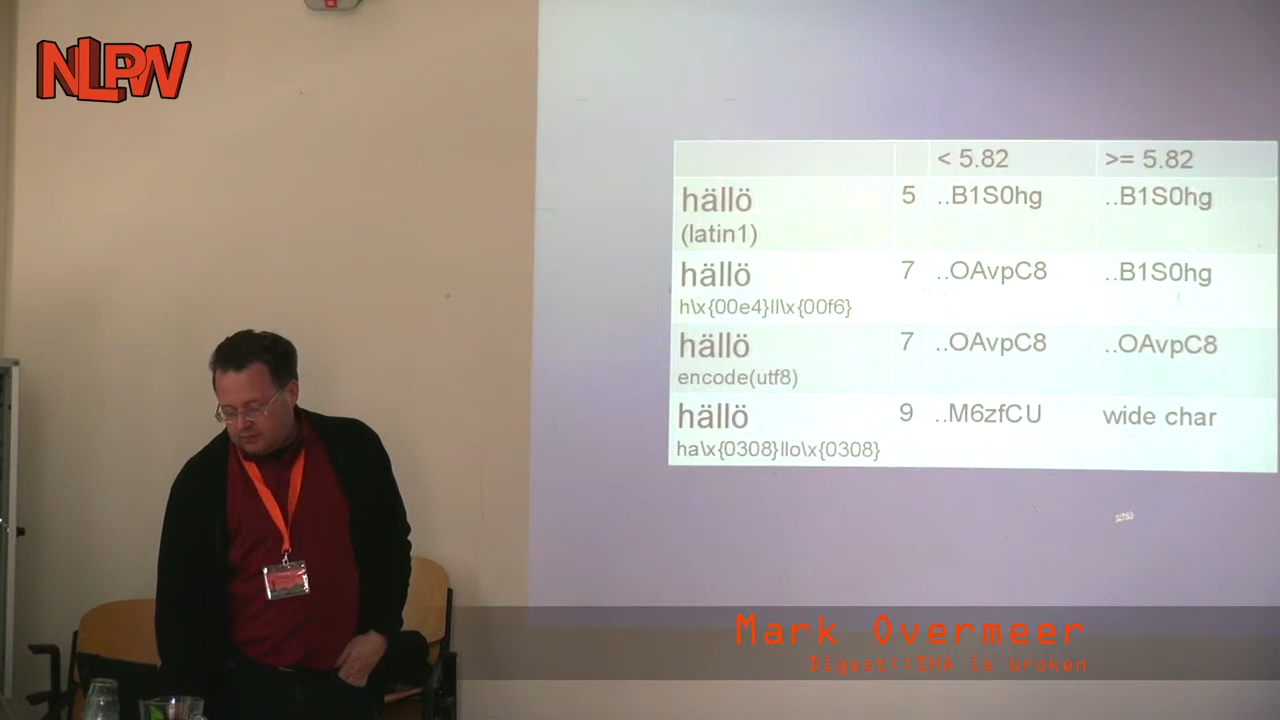 NLPW
< 5.82 >= 5.82
hällö 5 ..B1S0hg ..B1S0hg
(latin1)
hällö 7 ..OAvpC8 ..B1S0hg
h\x{00e4}ll\x{00f6}
hällö 7 ..OAvpC8 ..OAvpC8
encode(utf8)
hällö 9 ..M6zfCU wide char
ha\x{0308}llo\x{0308}
Mark Overmeer
Digest::SHA is broken